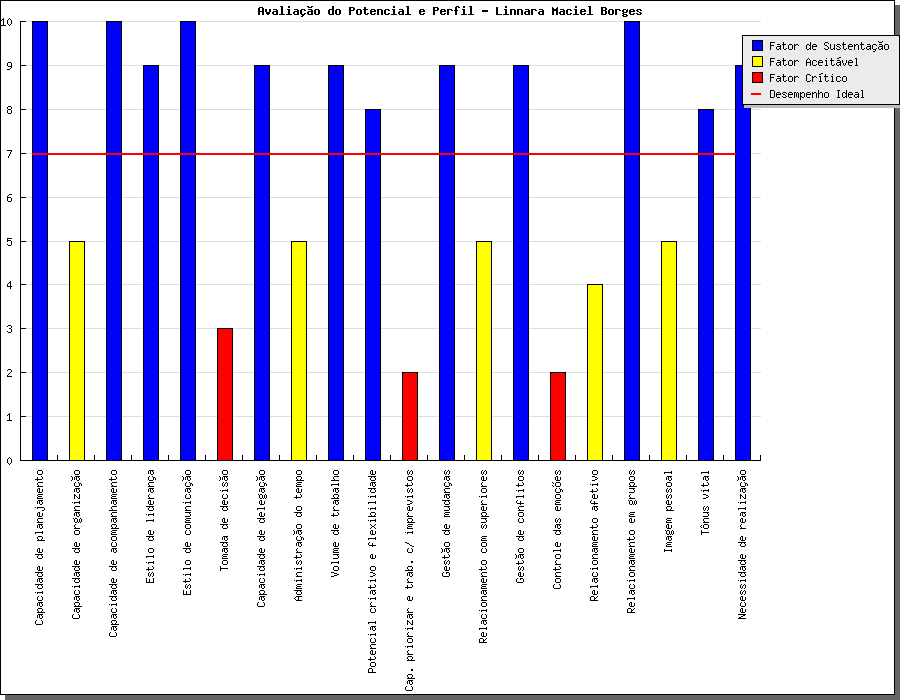 Avaliação do Potencial e Perfil - Linnara Maciel Borges
Fator de Sustentação
Fator Aceitável
Fator Crítico
Desempenho Ideal
10
9
8
7
6
5
4
3
2
1
0
Capacidade de planejamento
Capacidade de organização
Capacidade de acompanhamento
Estilo de liderança
Estilo de comunicação
Tomada de decisão
Capacidade de delegação
Administração do tempo
Volume de trabalho
Potencial criativo e flexibilidade
Cap. priorizar e trab. c/ imprevistos
Gestão de mudanças
Relacionamento com superiores
Gestão de conflitos
Controle das emoções
Relacionamento afetivo
Relacionamento em grupos
Imagem pessoal
Tônus vital
Necessidade de realização